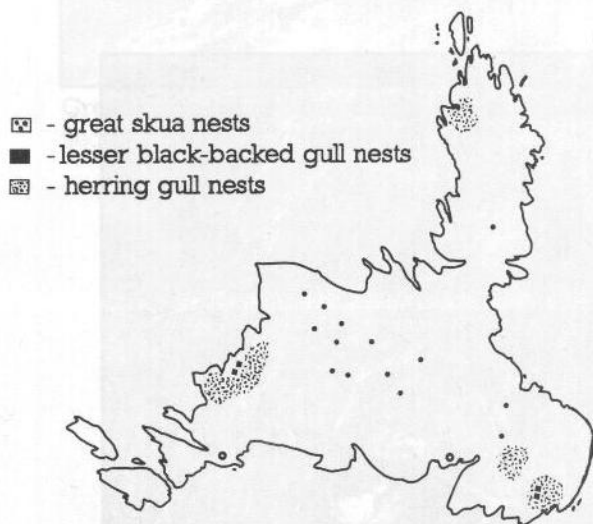 - great skua nests
- lesser black-backed gull nests
- herring gull nests